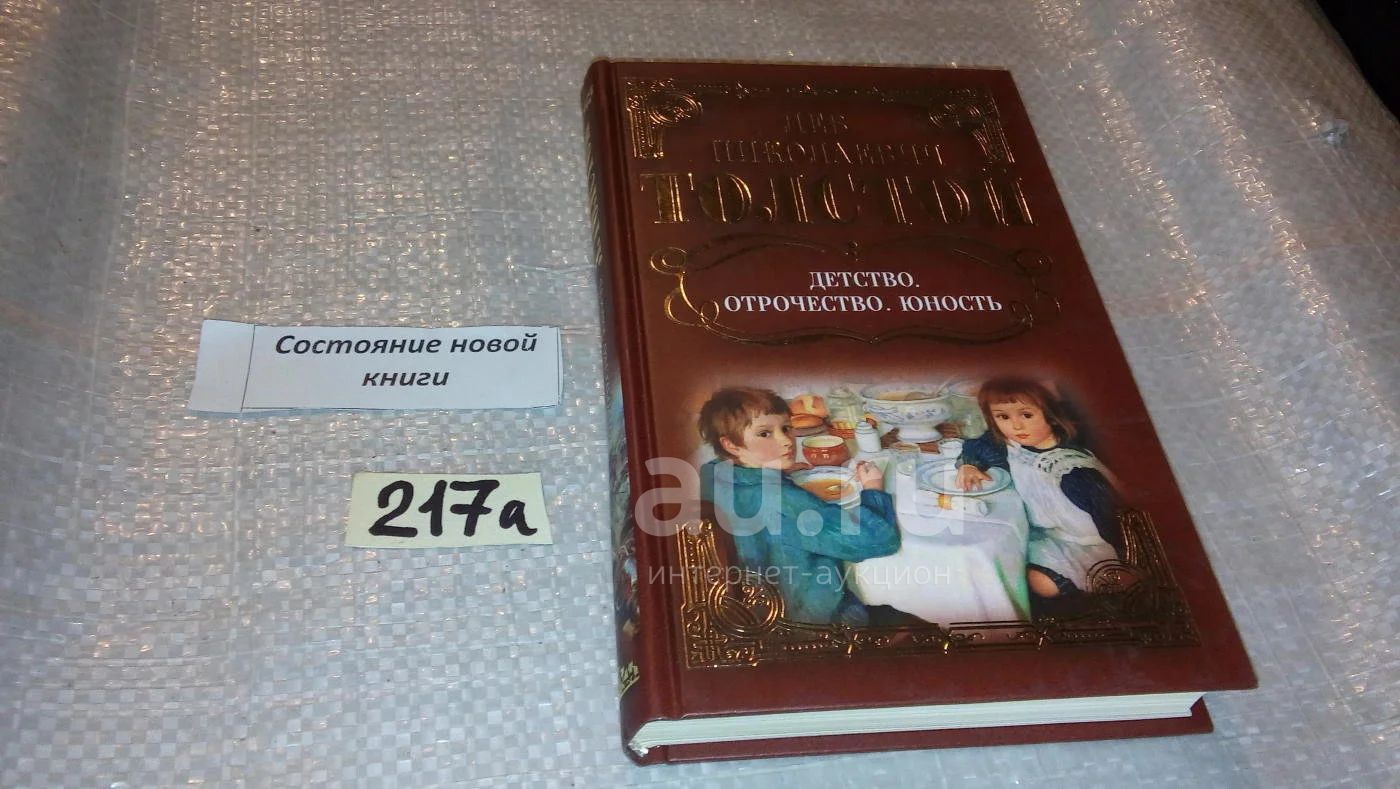 ЛЕВ
НИКОЛАЕВИЧ
ТОЛСТОЙ
ДЕТСТВО.
ОТРОЧЕСТВО. ЮНОСТЬ
Состояние новой
книги
217а
au.ru
интернет-аукцион